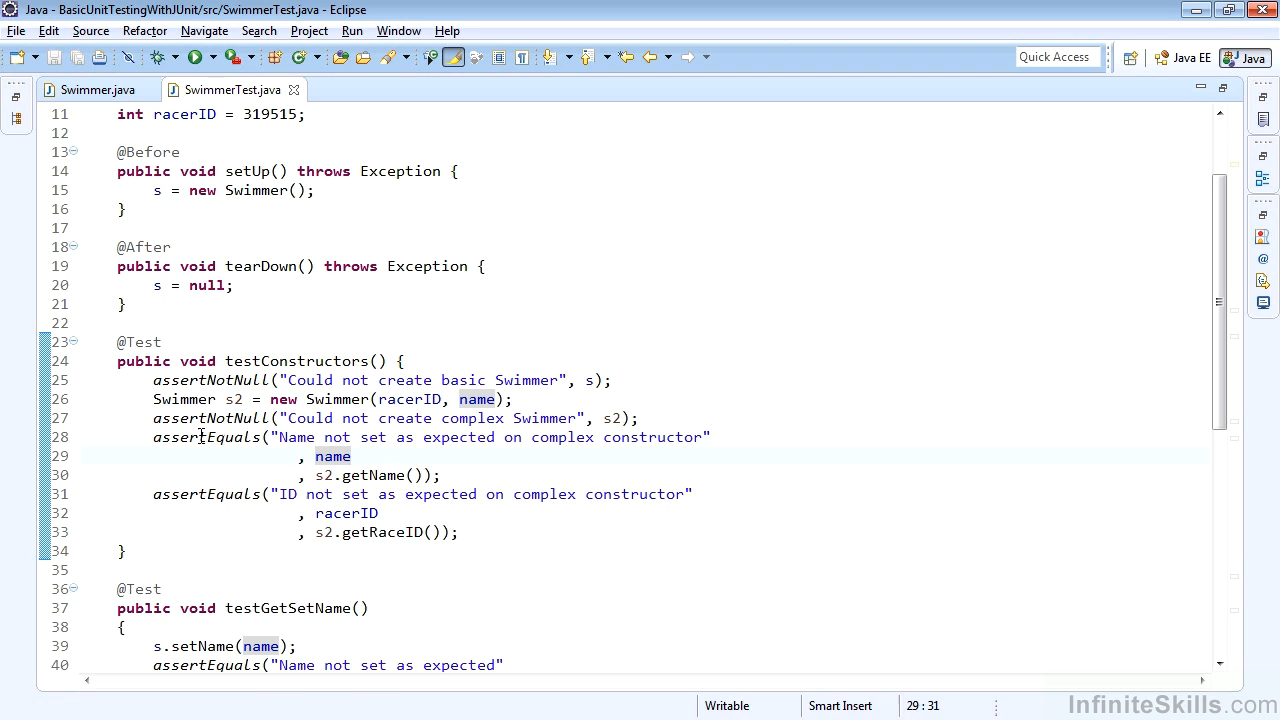 Java - BasicUnitTestingWithJUnit/src/SwimmerTest.java - Eclipse
File Edit Source Refactor Navigate Search Project Run Window Help
Quick Access Java EE Java
Swimmer.java SwimmerTest.java
11 int racerID = 319515;
12
13 @Before
14 public void setUp() throws Exception {
15 s = new Swimmer();
16 }
17
18 @After
19 public void tearDown() throws Exception {
20 s = null;
21 }
22
23 @Test
24 public void testConstructors() {
25 assertNotNull("Could not create basic Swimmer", s);
26 Swimmer s2 = new Swimmer(racerID, name);
27 assertNotNull("Could not create complex Swimmer", s2);
28 assertEquals("Name not set as expected on complex constructor"
29 , name
30 , s2.getName());
31 assertEquals("ID not set as expected on complex constructor"
32 , racerID
33 , s2.getRaceID());
34 }
35
36 @Test
37 public void testGetSetName()
38 {
39 s.setName(name);
40 assertEquals("Name not set as expected"
Writable Smart Insert 29 : 31
InfiniteSkills.com